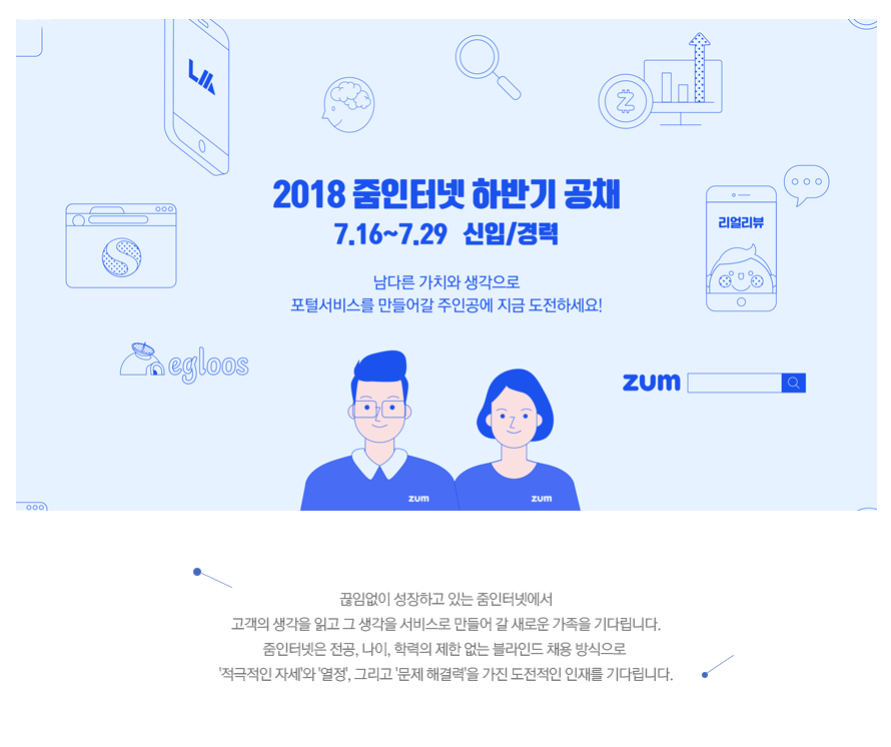 2018 줌인터넷 하반기 공채
7.16~7.29 신입/경력
리얼리뷰
남다른 가치와 생각으로
포털서비스를 만들어갈 주인공에 지금 도전하세요!
egloos
zum
zum
zum
끊임없이 성장하고 있는 줌인터넷에서
고객의 생각을 읽고 그 생각을 서비스로 만들어 갈 새로운 가족을 기다립니다.
줌인터넷은 전공, 나이, 학력의 제한 없는 블라인드 채용 방식으로
'적극적인 자세'와 '열정', 그리고 '문제 해결력'을 가진 도전적인 인재를 기다립니다.